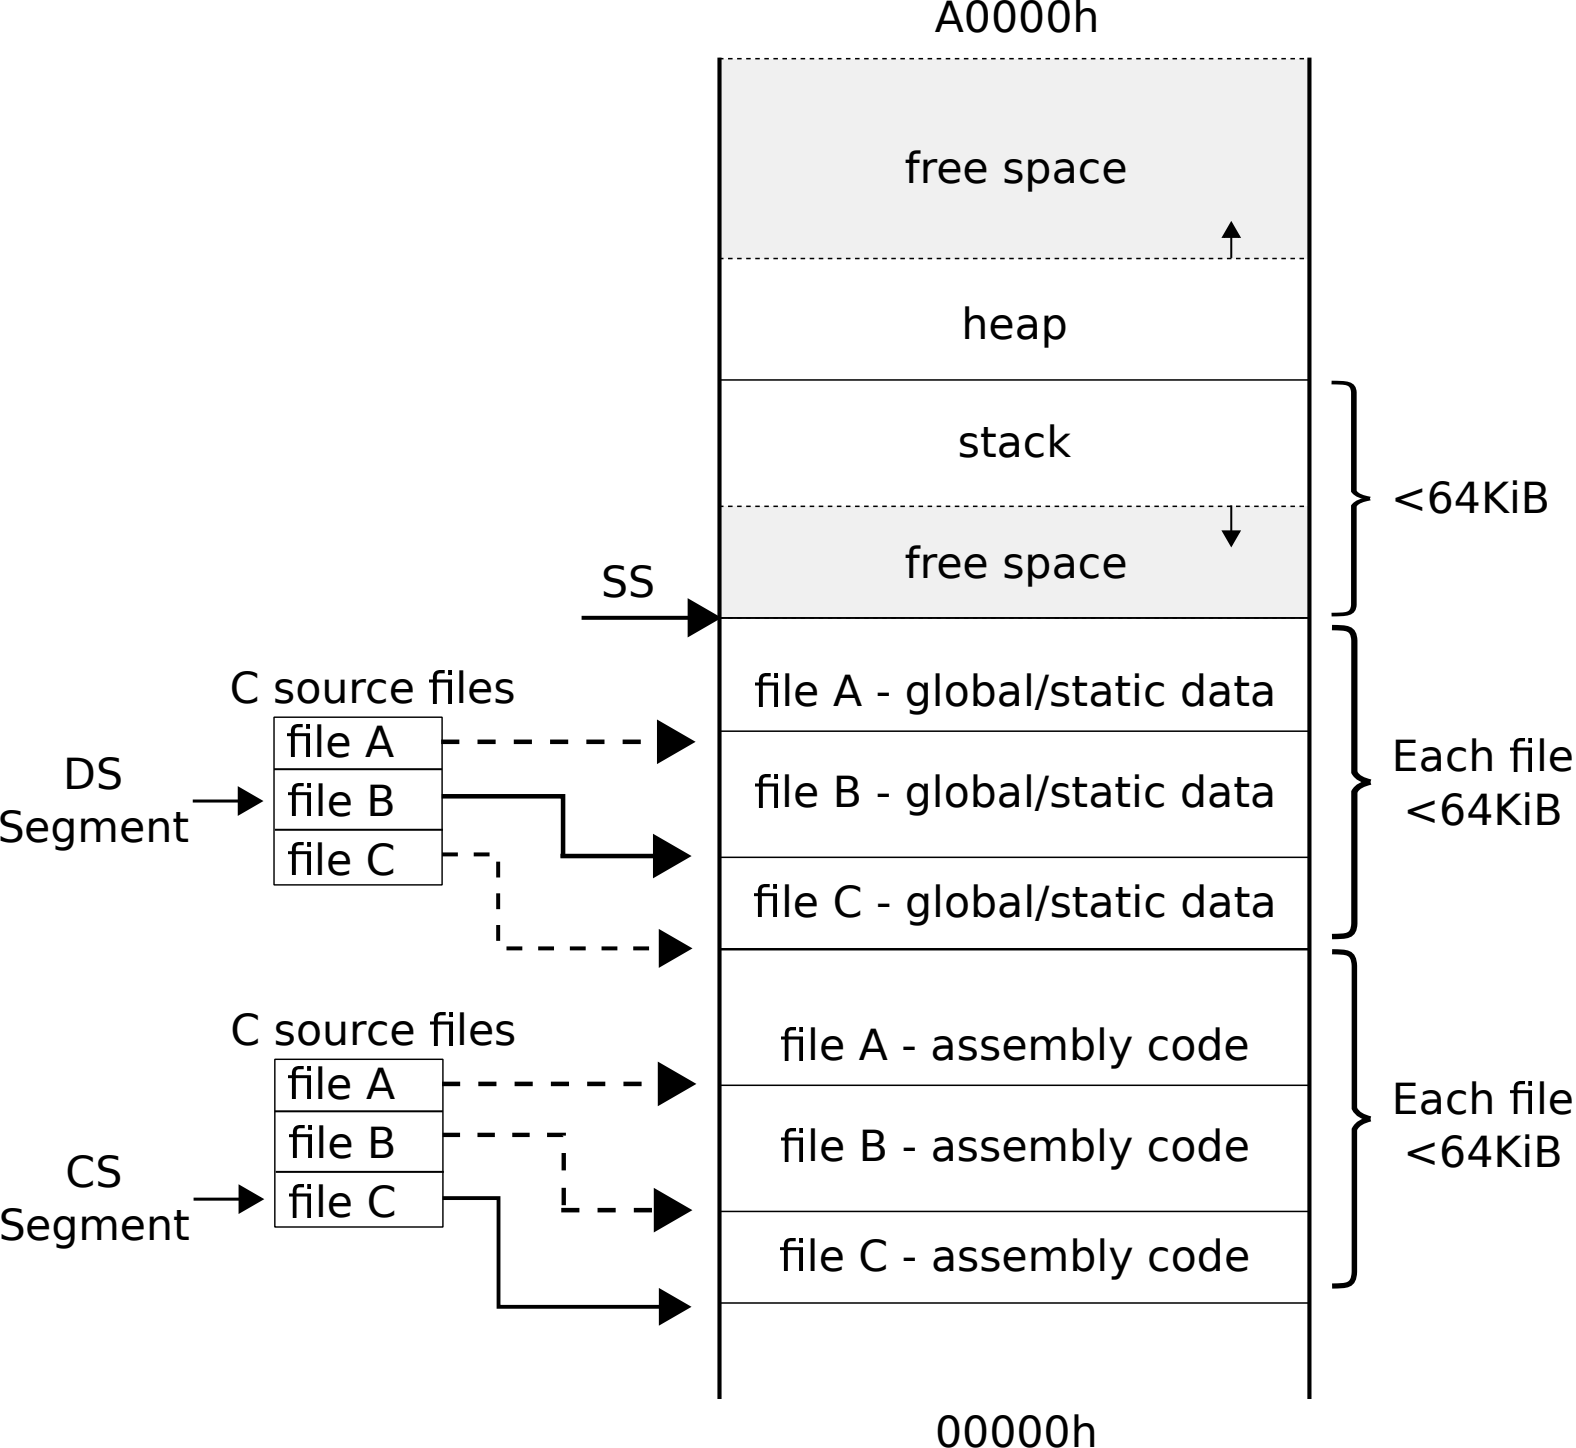 A0000h
free space
heap
stack
<64KiB
free space
SS
C source files
file A
file B
file C
DS
Segment
file A - global/static data
file B - global/static data
file C - global/static data
Each file
<64KiB
C source files
file A
file B
file C
CS
Segment
file A - assembly code
file B - assembly code
file C - assembly code
Each file
<64KiB
00000h